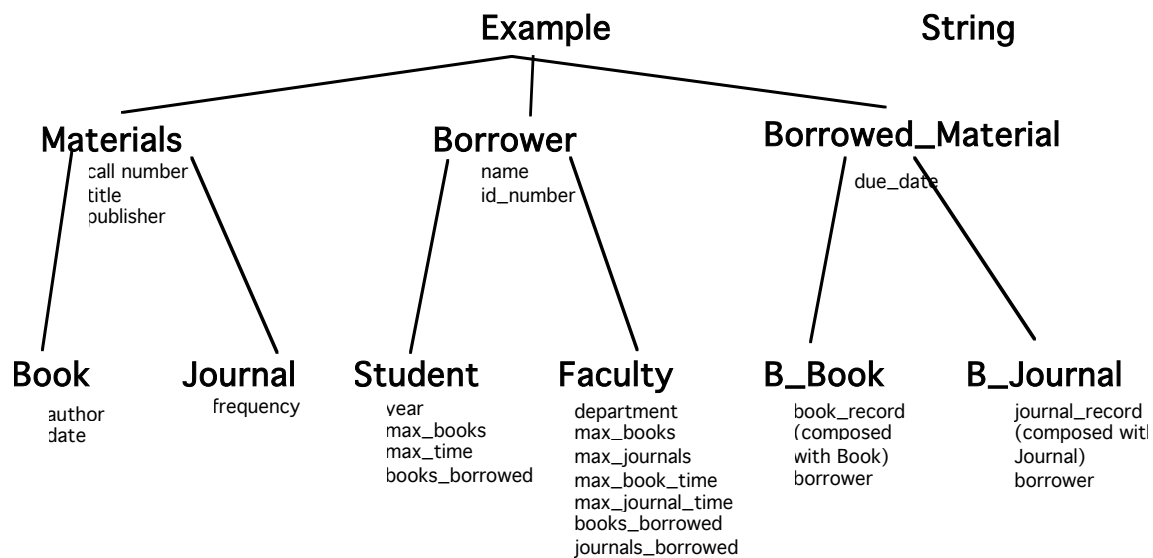 Example
String
Materials
call number
title
publisher
Borrower
name
id_number
Borrowed_Material
due_date
Book
author
date
Journal
frequency
Student
year
max_books
max_time
books_borrowed
Faculty
department
max_books
max_journals
max_book_time
max_journal_time
books_borrowed
journals_borrowed
B_Book
book_record
(composed
with Book)
borrower
B_Journal
journal_record
(composed with
Journal)
borrower